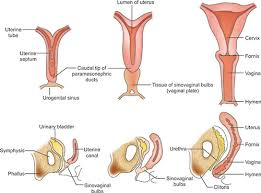 Lumen of uterus
Uterine
tube
Uterine
septum
Cervix
Fornix
Vagina
Hymen
Caudal tip of
paramesonephric
ducts
Tissue of sinovaginal bulbs
(vaginal plate)
Urogenital sinus
Urinary bladder
Symphysis
Uterine
canal
Uterus
Fornix
Urethra
Vagina
Phallus
Sinovaginal
bulbs
Sinovaginal
bulbs
Hymen
Clitoris